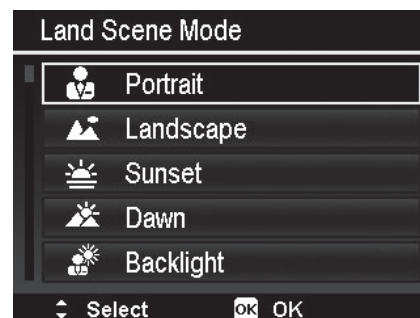 Land Scene Mode
Portrait
Landscape
Sunset
Dawn
Backlight
Select OK OK